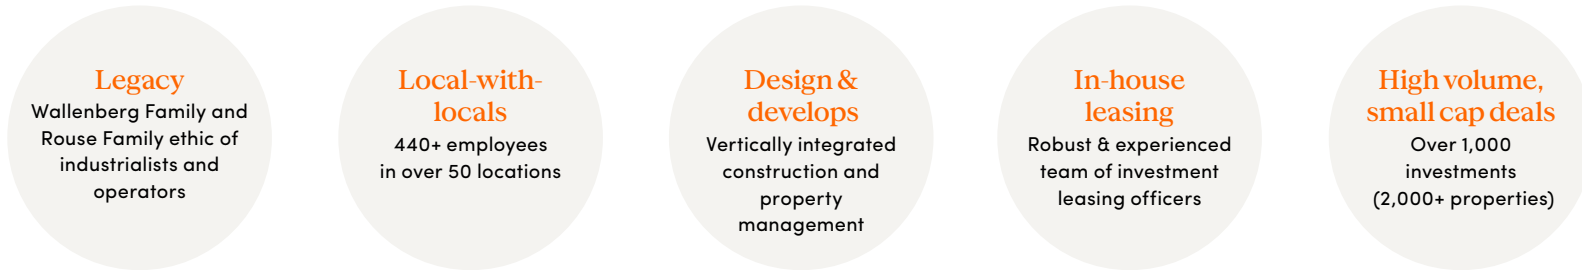 Legacy
Wallenberg Family and
Rouse Family ethic of
industrialists and
operators
Local-with-
locals
440+ employees
in over 50 locations
Design &
develops
Vertically integrated
construction and
property
management
In-house
leasing
Robust & experienced
team of investment
leasing officers
High volume,
small cap deals
Over 1,000
investments
(2,000+ properties)